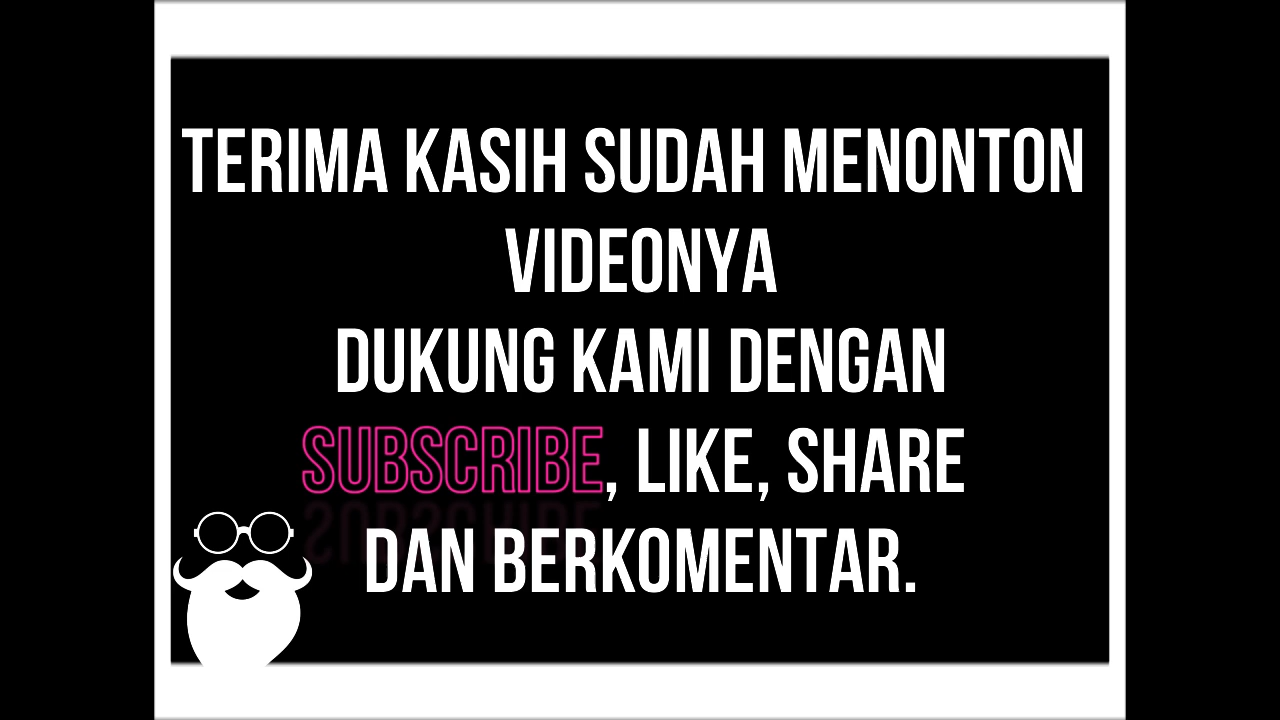 TERIMA KASIH SUDAH MENONTON
VIDEONYA
DUKUNG KAMI DENGAN
SUBSCRIBE, LIKE, SHARE
DAN BERKOMENTAR.